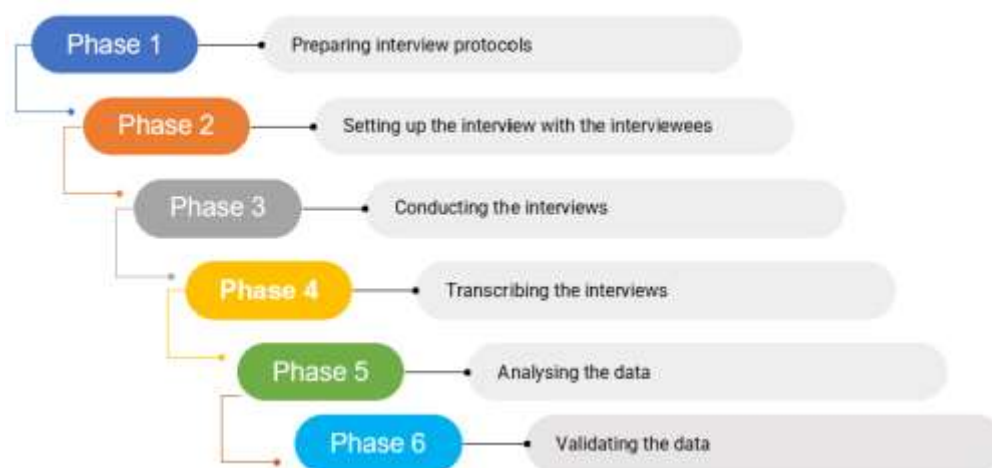 Phase 1 Preparing interview protocols
Phase 2 Setting up the interview with the interviewees
Phase 3 Conducting the interviews
Phase 4 Transcribing the interviews
Phase 5 Analysing the data
Phase 6 Validating the data